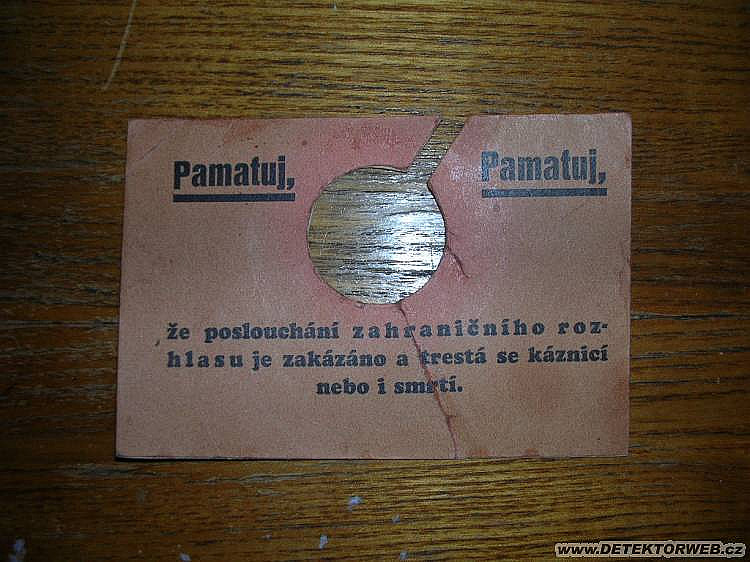 Pamatuj, Pamatuj,
že poslouchání zahraničního roz-
hlasu je zakázáno a trestá se káznicí
nebo i smrtí.
www.DETEKTORWEB.cz